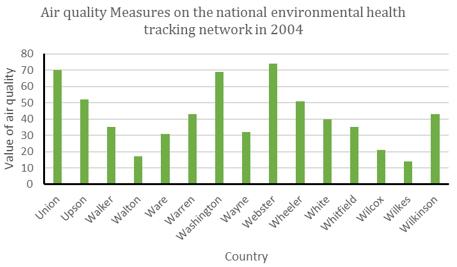 Air quality Measures on the national environmental health
tracking network in 2004
Value of air quality
80
70
60
50
40
30
20
10
0
Union
Upson
Walker
Walton
Ware
Warren
Washington
Wayne
Webster
Wheeler
White
Whitfield
Wilcox
Wilkes
Wilkinson
Country